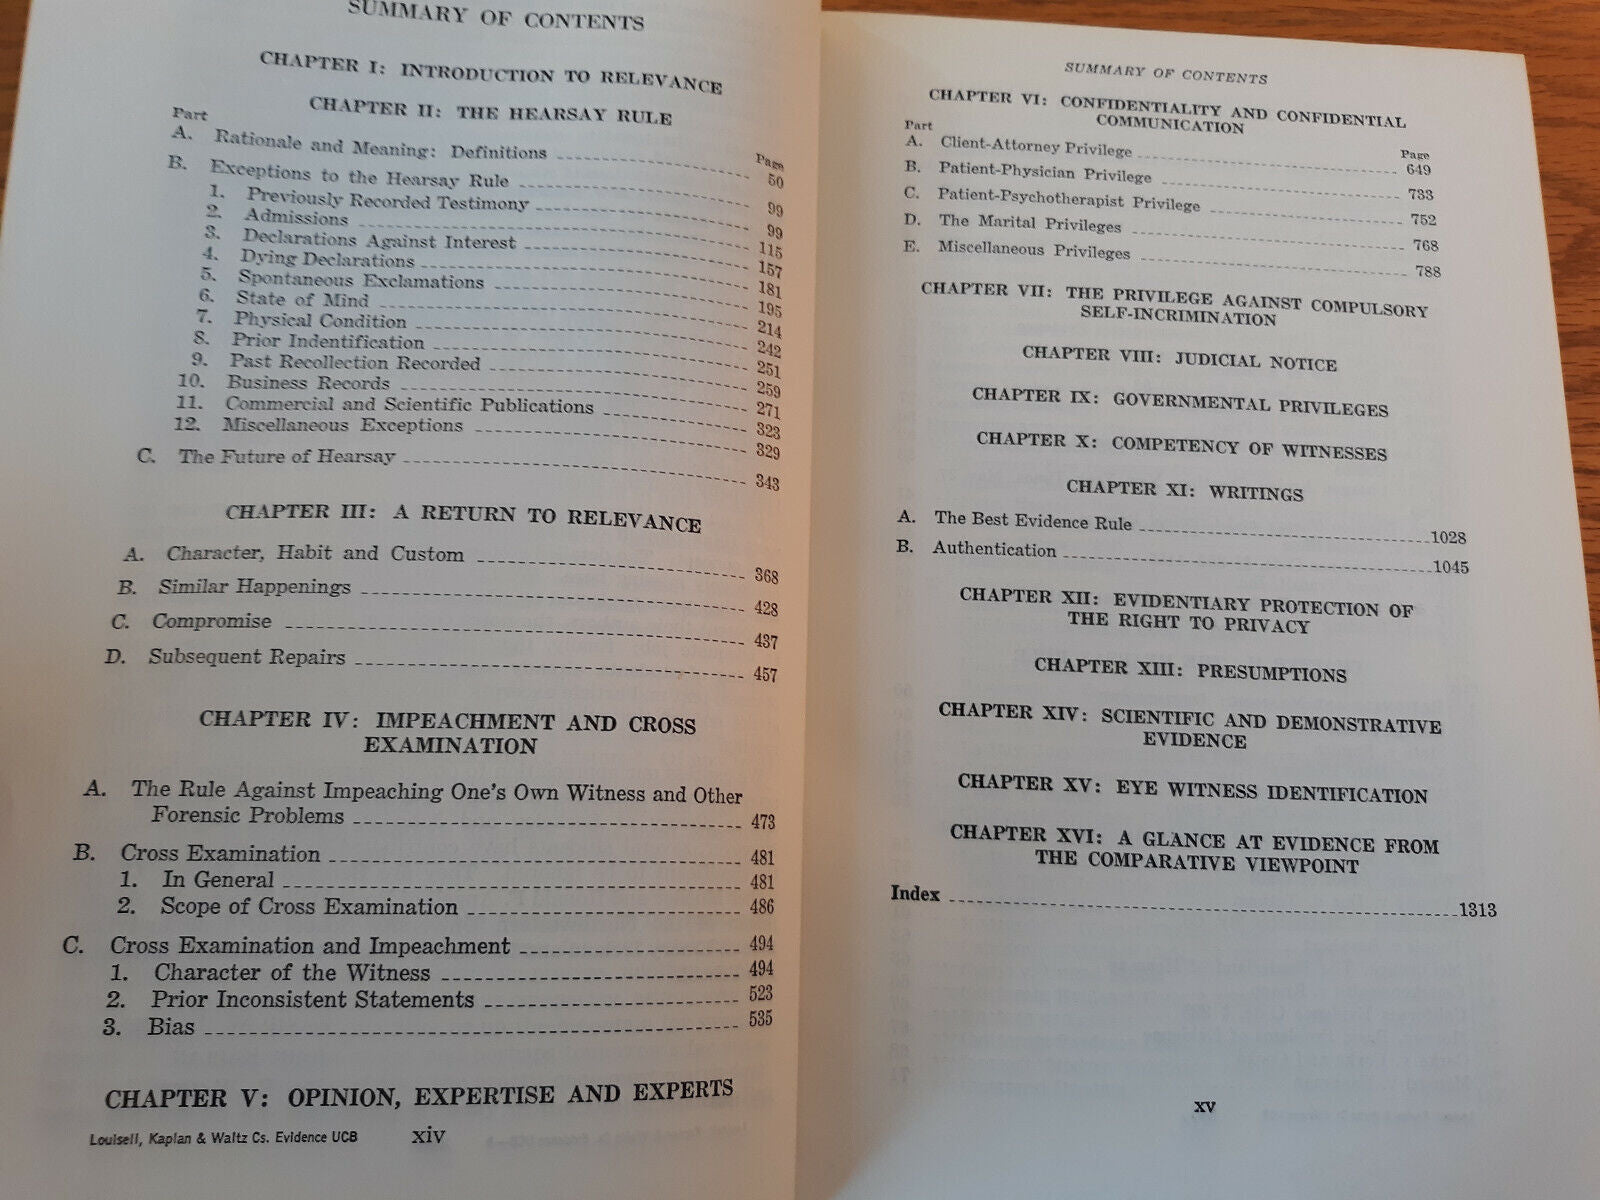 SUMMARY OF CONTENTS
CHAPTER I: INTRODUCTION TO RELEVANCE
CHAPTER II: THE HEARSAY RULE
Part Page
A. Rationale and Meaning: Definitions 50
B. Exceptions to the Hearsay Rule 99
1. Previously Recorded Testimony 99
2. Admissions 115
3. Declarations Against Interest 157
4. Dying Declarations 181
5. Spontaneous Exclamations 195
6. State of Mind 214
7. Physical Condition 242
8. Prior Indentification 251
9. Past Recollection Recorded 259
10. Business Records 271
11. Commercial and Scientific Publications 323
12. Miscellaneous Exceptions 329
C. The Future of Hearsay 343
CHAPTER III: A RETURN TO RELEVANCE
A. Character, Habit and Custom 368
B. Similar Happenings 428
C. Compromise 437
D. Subsequent Repairs 457
CHAPTER IV: IMPEACHMENT AND CROSS
EXAMINATION
A. The Rule Against Impeaching One's Own Witness and Other
Forensic Problems 473
B. Cross Examination 481
1. In General 481
2. Scope of Cross Examination 486
C. Cross Examination and Impeachment 494
1. Character of the Witness 494
2. Prior Inconsistent Statements 523
3. Bias 535
CHAPTER V: OPINION, EXPERTISE AND EXPERTS
Louisell, Kaplan & Waltz Cs. Evidence UCB xiv
SUMMARY OF CONTENTS
CHAPTER VI: CONFIDENTIALITY AND CONFIDENTIAL
COMMUNICATION
Part Page
A. Client-Attorney Privilege 649
B. Patient-Physician Privilege 733
C. Patient-Psychotherapist Privilege 752
D. The Marital Privileges 768
E. Miscellaneous Privileges 788
CHAPTER VII: THE PRIVILEGE AGAINST COMPULSORY
SELF-INCRIMINATION
CHAPTER VIII: JUDICIAL NOTICE
CHAPTER IX: GOVERNMENTAL PRIVILEGES
CHAPTER X: COMPETENCY OF WITNESSES
CHAPTER XI: WRITINGS
A. The Best Evidence Rule 1028
B. Authentication 1045
CHAPTER XII: EVIDENTIARY PROTECTION OF
THE RIGHT TO PRIVACY
CHAPTER XIII: PRESUMPTIONS
CHAPTER XIV: SCIENTIFIC AND DEMONSTRATIVE
EVIDENCE
CHAPTER XV: EYE WITNESS IDENTIFICATION
CHAPTER XVI: A GLANCE AT EVIDENCE FROM
THE COMPARATIVE VIEWPOINT
Index 1313
xv